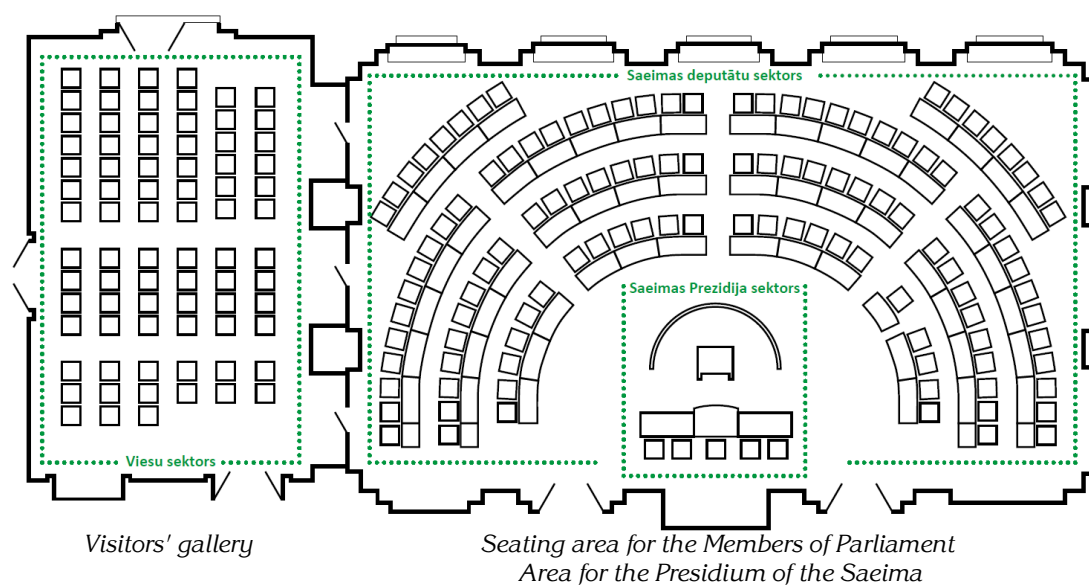 Saeimas deputātu sektors
Saeimas Prezidija sektors
Viesu sektors
Visitors' gallery
Seating area for the Members of Parliament
Area for the Presidium of the Saeima